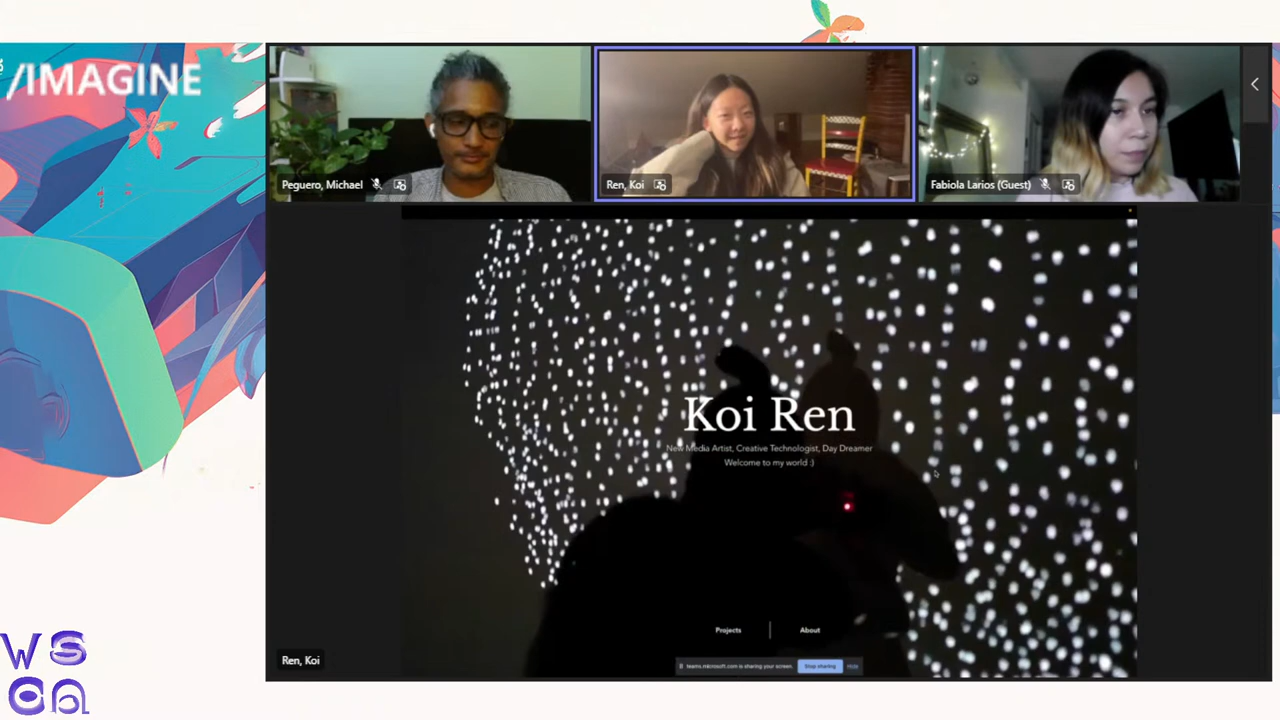 /IMAGINE
Peguero, Michael
Ren, Koi
Fabiola Larios (Guest)
Koi Ren
New Media Artist, Creative Technologist, Day Dreamer
Welcome to my world :)
Projects
About
teams.microsoft.com is sharing your screen.
Stop sharing
Hide
Ren, Koi